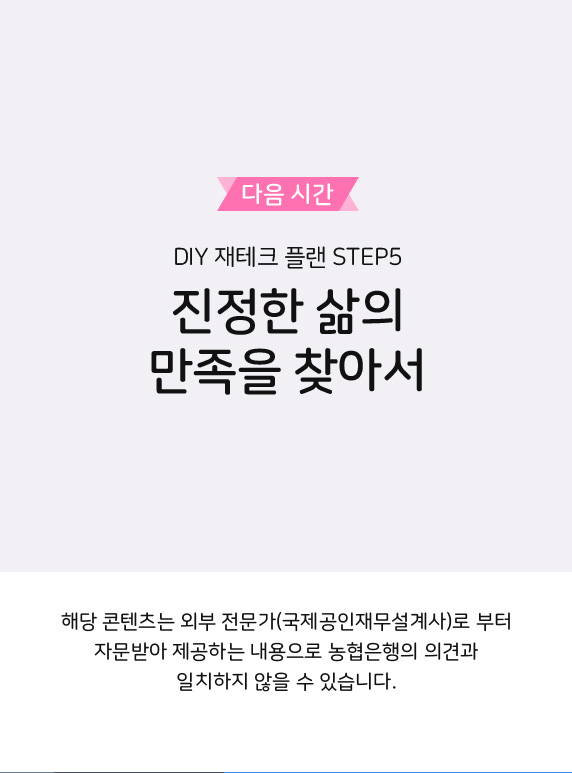 다음 시간
DIY 재테크 플랜 STEP5
진정한 삶의
만족을 찾아서
해당 콘텐츠는 외부 전문가(국제공인재무설계사)로 부터
자문받아 제공하는 내용으로 농협은행의 의견과
일치하지 않을 수 있습니다.